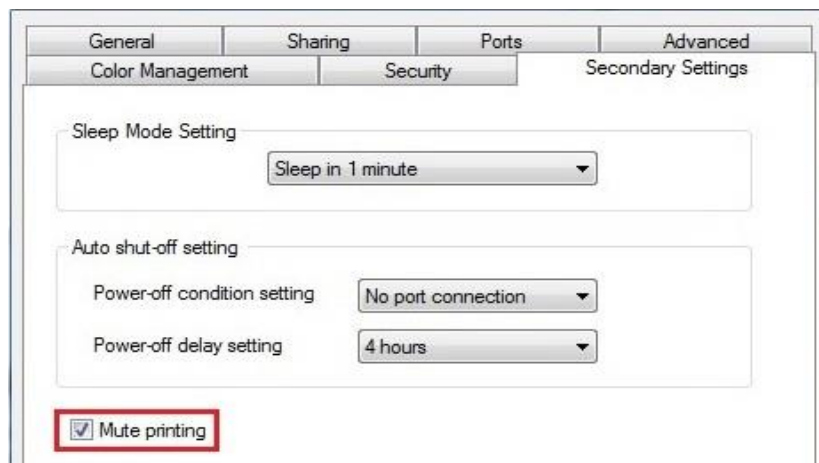 General Sharing Ports Advanced
Color Management Security Secondary Settings
Sleep Mode Setting
Sleep in 1 minute
Auto shut-off setting
Power-off condition setting No port connection
Power-off delay setting 4 hours
Mute printing